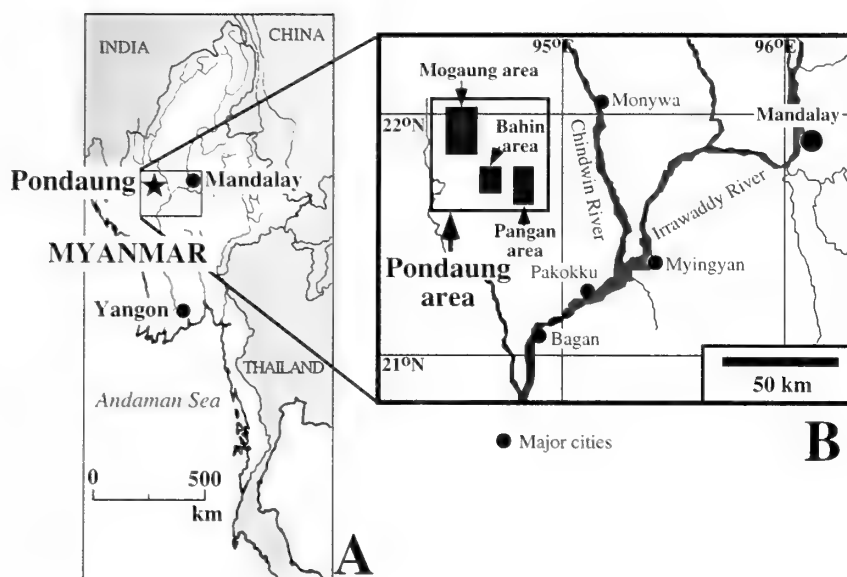 INDIA
CHINA
Pondaung
Mandalay
MYANMAR
Yangon
THAILAND
Andaman Sea
0 500
km
A
95°E
96°E
Mogaung area
Monywa
22°N
Mandalay
Bahin
area
Chindwin River
Irrawaddy River
Pangan
area
Pondaung
area
Myingyan
Pakokku
Bagan
21°N
50 km
Major cities
B